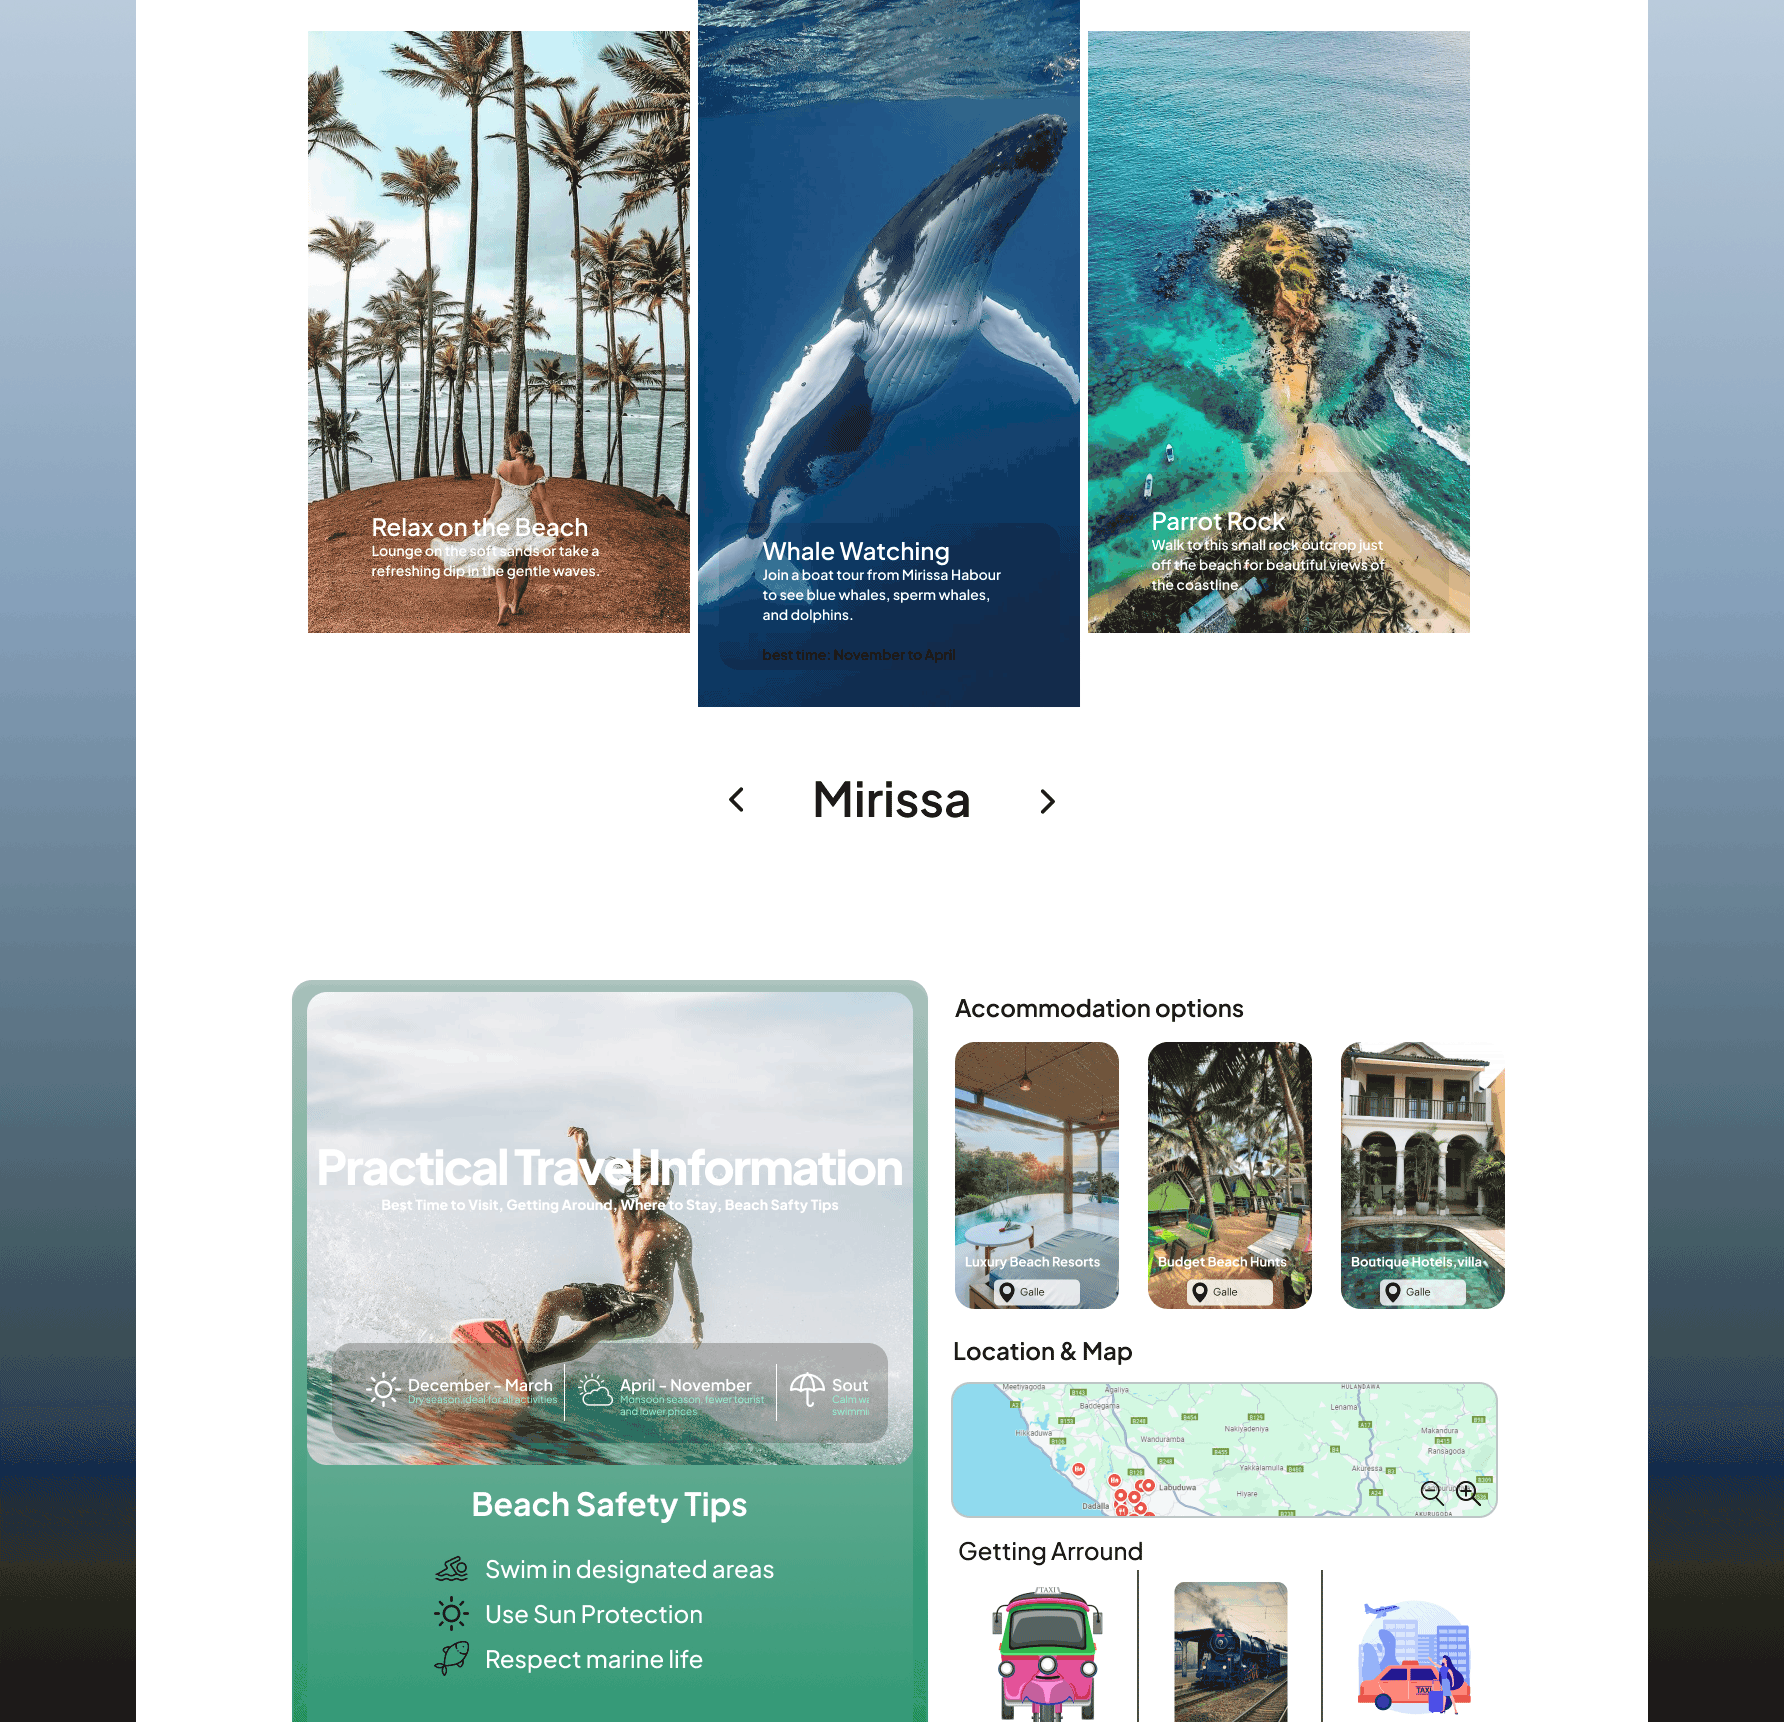 Relax on the Beach
Lounge on the soft sands or take a
refreshing dip in the gentle waves.
Whale Watching
Join a boat tour from Mirissa Habour
to see blue whales, sperm whales,
and dolphins.
best time: November to April
Parrot Rock
Walk to this small rock outcrop just
off the beach for beautiful views of
the coastline.
Mirissa
Practical Travel Information
Best Time to Visit, Getting Around, Where to Stay, Beach Safty Tips
December - March
Dry season, ideal for all activities
April - November
Monsoon season, fewer tourist
and lower prices
Sout
Calm wa
swimmi
Beach Safety Tips
Swim in designated areas
Use Sun Protection
Respect marine life
Accommodation options
Luxury Beach Resorts
Galle
Budget Beach Hunts
Galle
Boutique Hotels,villa
Galle
Location & Map
Meetiyagoda
Agaliya
HULANDAWA
Baddegama
Lenama
Hikkaduwa
Nakiyadeniya
Makandura
Wanduramba
Ransagoda
Yakkalamulla
Akuressa
Labuduwa
Hiyare
Dadalla
AKURUGODA
Getting Arround
TAXI
TAXI